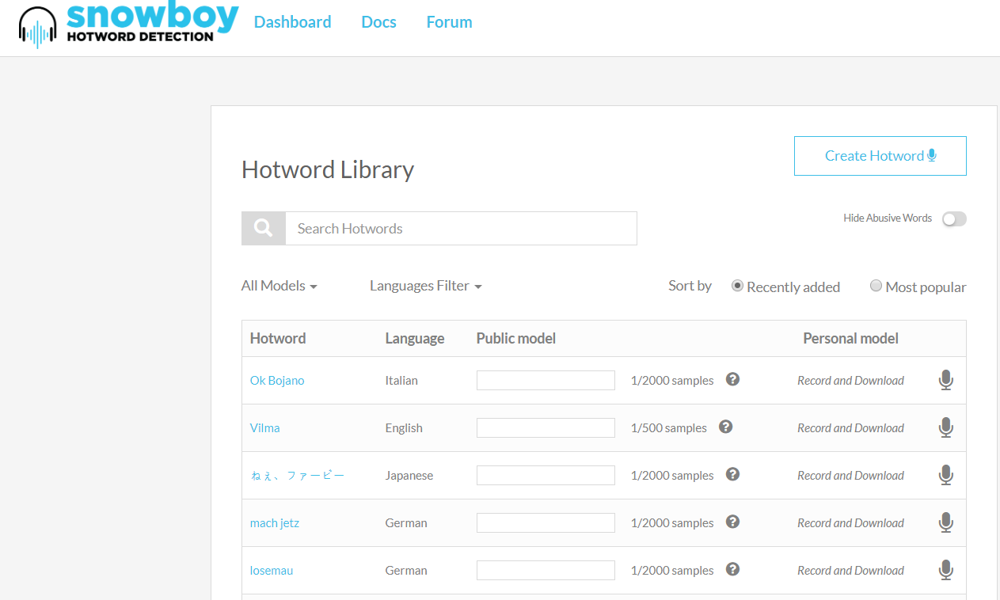 snowboy
HOTWORD DETECTION
Dashboard Docs Forum
Create Hotword
Hotword Library
Search Hotwords
Hide Abusive Words
All Models Languages Filter Sort by Recently added Most popular
Hotword Language Public model Personal model
Ok Bojano Italian 1/2000 samples ? Record and Download
Vilma English 1/500 samples ? Record and Download
ねぇ、ファービー Japanese 1/2000 samples ? Record and Download
mach jetz German 1/2000 samples ? Record and Download
losemau German 1/2000 samples ? Record and Download